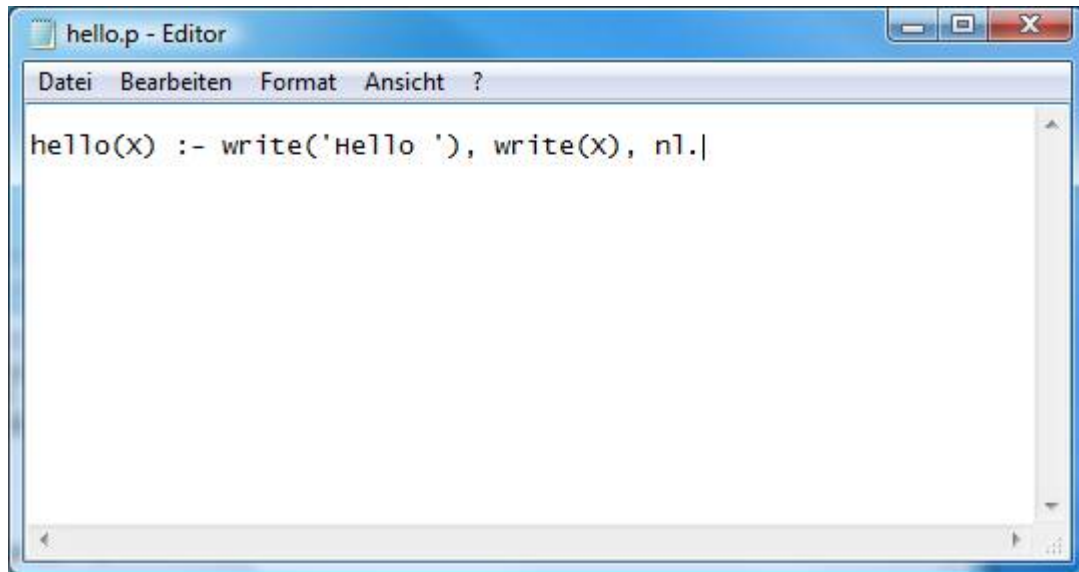 hello.p - Editor
Datei Bearbeiten Format Ansicht ?
hello(X) :- write('Hello '), write(X), nl.